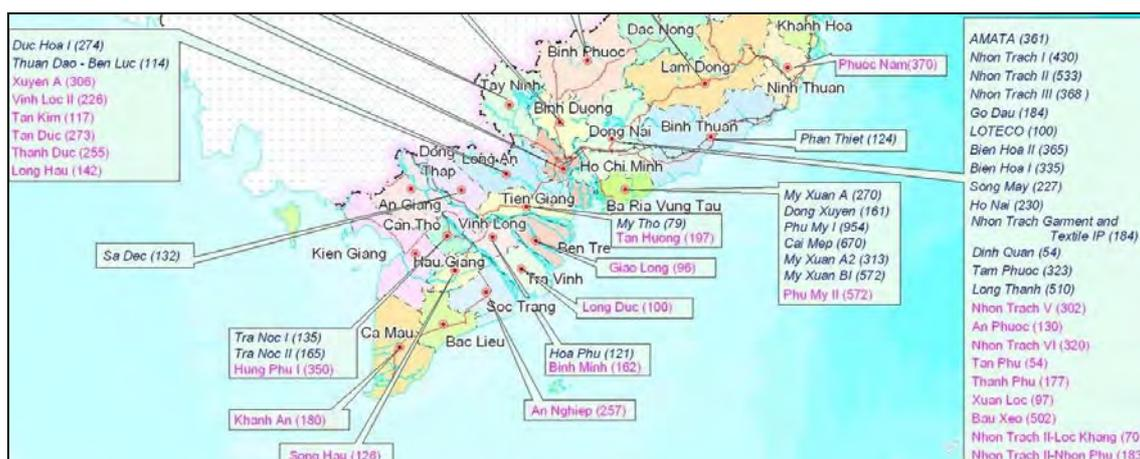 Duc Hoa I (274)
Thuan Dao - Ben Luc (114)
Xuyen A (306)
Vinh Loc II (226)
Tan Kim (117)
Tan Duc (273)
Thanh Duc (255)
Long Hau (142)
Dac Nong
Khanh Hoa
Binh Phuoc
Lam Dong
Phuoc Nam(370)
Tay Ninh
Ninh Thuan
Binh Duong
Dong Nai
Binh Thuan
Phan Thiet (124)
Dong
Thap
Long An
Ho Chi Minh
An Giang
Tien Giang
Ba Ria Vung Tau
Can Tho
Vinh Long
My Tho (79)
Tan Huong (197)
Ben Tre
Kien Giang
Hau Giang
Giao Long (96)
Tra Vinh
Sa Dec (132)
My Xuan A (270)
Dong Xuyen (161)
Phu My I (954)
Cai Mep (670)
My Xuan A2 (313)
My Xuan BI (572)
Phu My II (572)
Soc Trang
Long Duc (100)
Ca Mau
Bac Lieu
Tra Noc I (135)
Tra Noc II (165)
Hung Phu I (350)
Hoa Phu (121)
Binh Minh (162)
Khanh An (180)
An Nghiep (257)
Song Hau (126)
AMATA (361)
Nhon Trach I (430)
Nhon Trach II (533)
Nhon Trach III (368 )
Go Dau (184)
LOTECO (100)
Bien Hoa II (365)
Bien Hoa I (335)
Song May (227)
Ho Nai (230)
Nhon Trach Garment and
Textile IP (184)
Dinh Quan (54)
Tam Phuoc (323)
Long Thanh (510)
Nhon Trach V (302)
An Phuoc (130)
Nhon Trach VI (320)
Tan Phu (54)
Thanh Phu (177)
Xuan Loc (97)
Bau Xeo (502)
Nhon Trach II-Loc Khang (70
Nhon Trach II-Nhon Phu (183